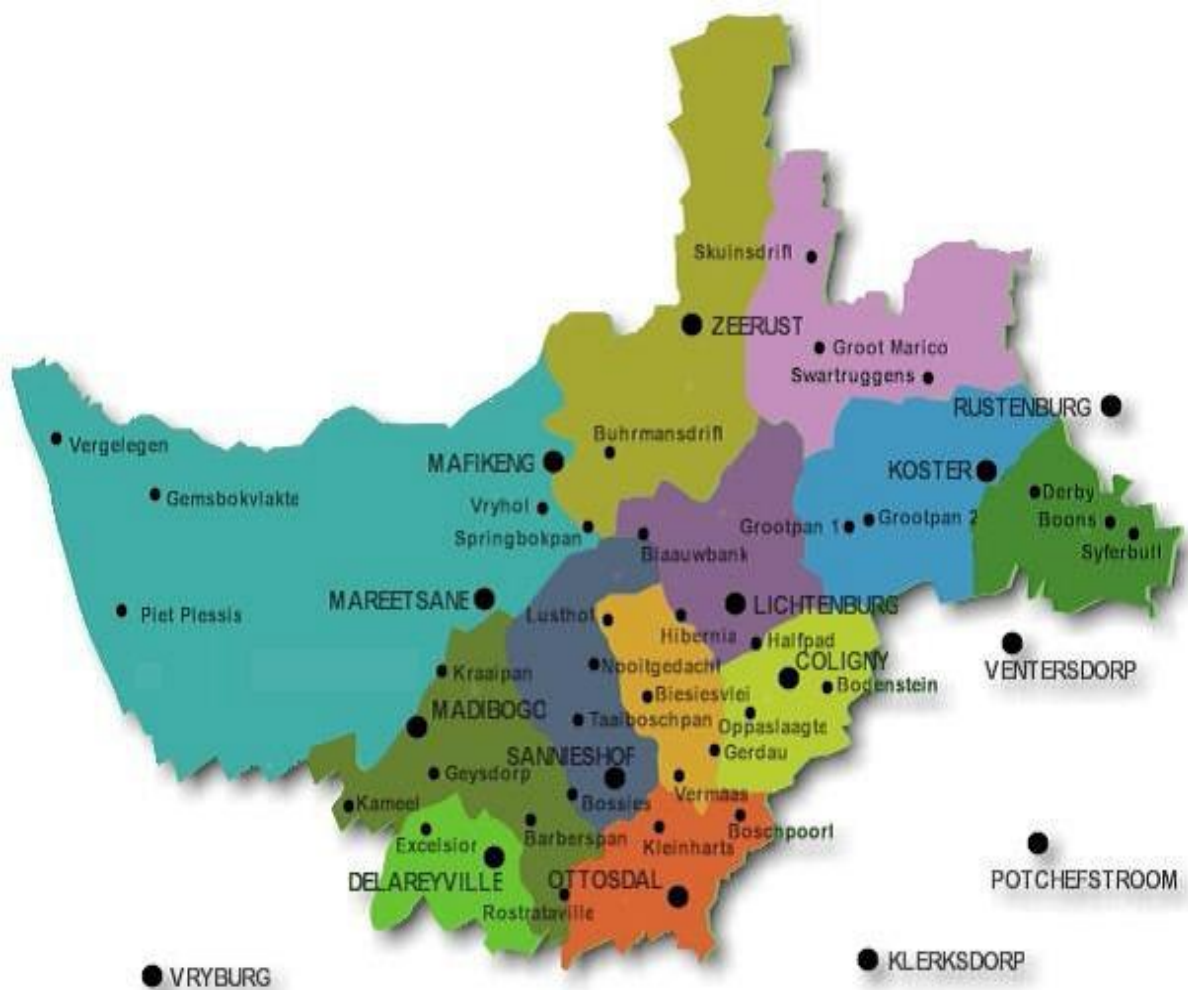 Skuinsdrift
ZEERUST
Groot Marico
Swartruggens
RUSTENBURG
Buhrmansdrift
Vergelegen
MAFIKENG
KOSTER
Gemsbokvlakte
Derby
Vryhof
Grootpan 1
Grootpan 2
Boons
Springbokpan
Blaauwbank
Syferbult
MAREETSANE
LICHTENBURG
Piet Plessis
Lusthof
Hibernia
Halfpad
Kraaipan
Nooitgedacht
COLIGNY
VENTERSDORP
Bodenstein
Biesiesvlei
MADIBOGO
Taaiboschpan
Oppaslaagte
SANNIESHOF
Gerdau
Geysdorp
Vermaas
Kameel
Bossies
Barberspan
Boschpoort
Excelsior
Kleinharts
DELAREYVILLE
OTTOSDAL
POTCHEFSTROOM
Rostrataville
VRYBURG
KLERKSDORP